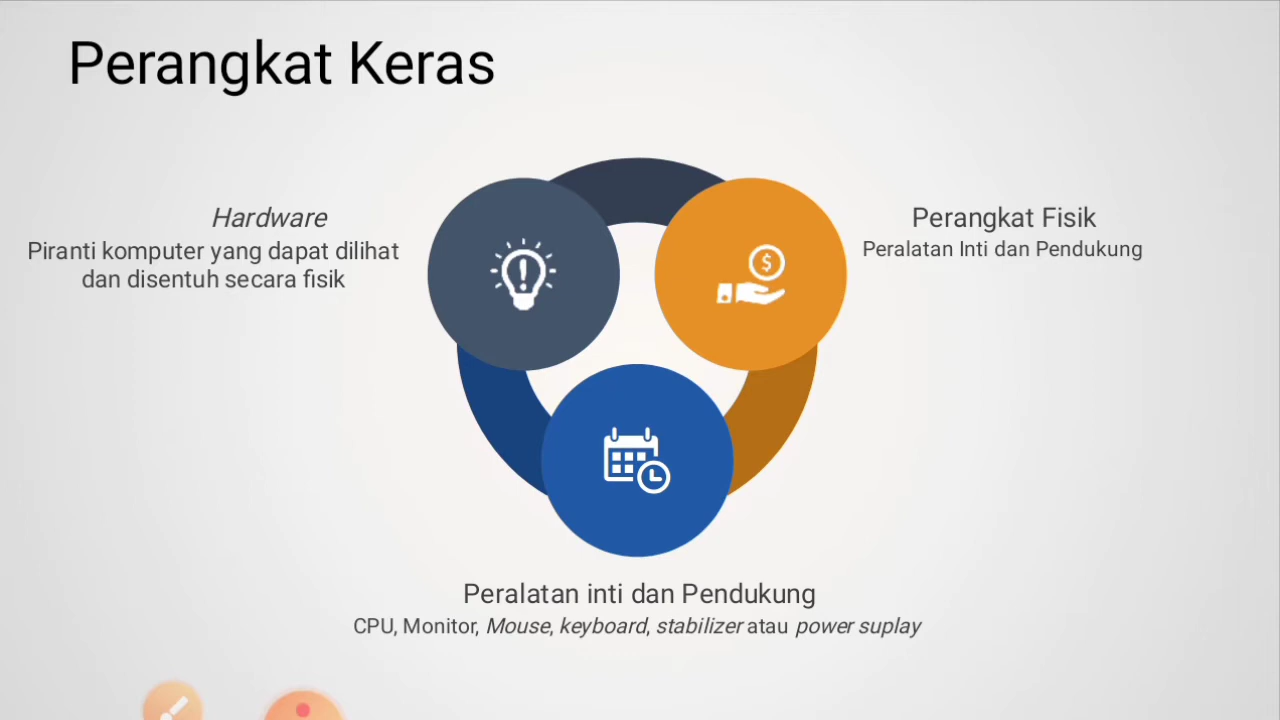 Perangkat Keras
Hardware
Piranti komputer yang dapat dilihat
dan disentuh secara fisik
Perangkat Fisik
Peralatan Inti dan Pendukung
Peralatan inti dan Pendukung
CPU, Monitor, Mouse, keyboard, stabilizer atau power suplay